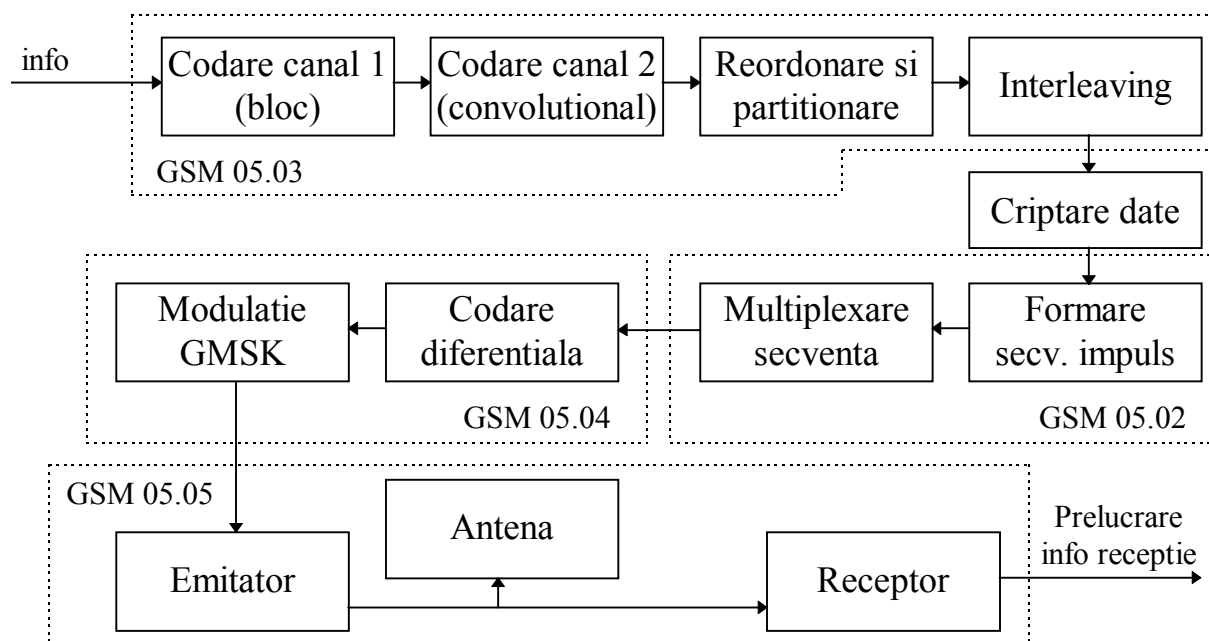 info
Codare canal 1
(bloc)
Codare canal 2
(convolutional)
Reordonare si
partitionare
Interleaving
GSM 05.03
Criptare date
Modulatie
GMSK
Codare
diferentiala
Multiplexare
secventa
Formare
secv. impuls
GSM 05.04
GSM 05.02
GSM 05.05
Emitator
Antena
Receptor
Prelucrare
info receptie